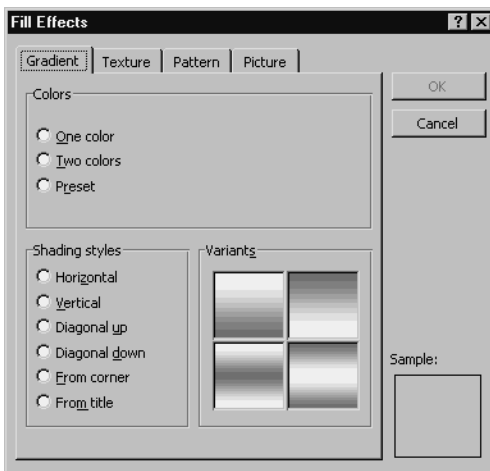 Fill Effects
Gradient Texture Pattern Picture
Colors
One color
Two colors
Preset
OK
Cancel
Shading styles
Horizontal
Vertical
Diagonal up
Diagonal down
From corner
From title
Variants
Sample: